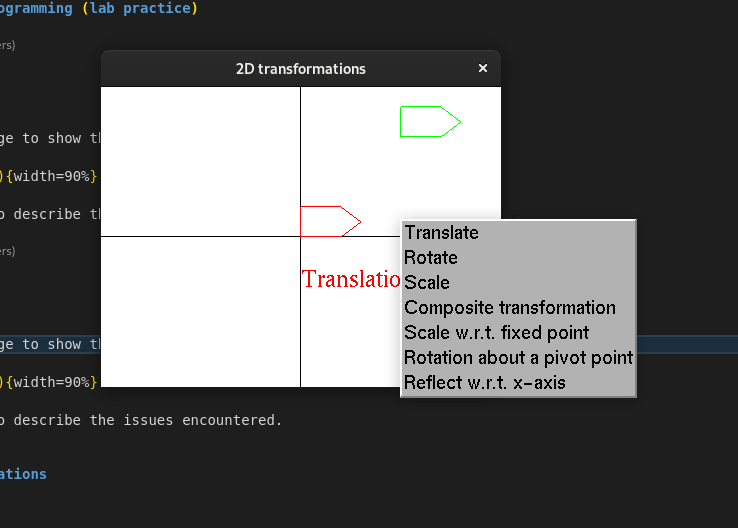 ogramming (lab practice)
ers)
2D transformations
×
ge to show th
){width=90%}
o describe th
ers)
Translatio
Translate
Rotate
Scale
Composite transformation
Scale w.r.t. fixed point
Rotation about a pivot point
Reflect w.r.t. x-axis
ge to show th
){width=90%}
o describe the issues encountered.
ations